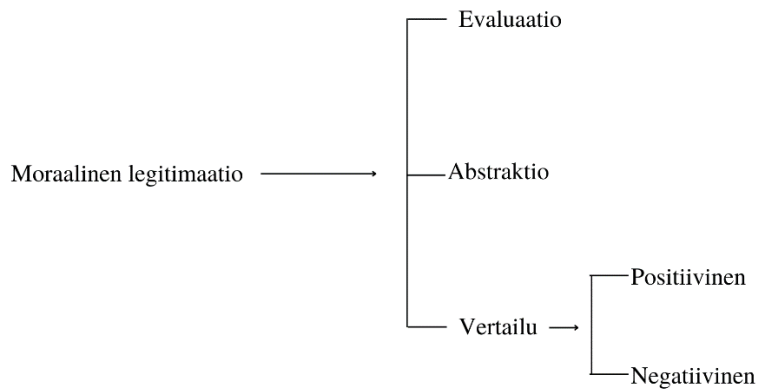 Evaluaatio
Moraalinen legitimaatio
Abstraktio
Positiivinen
Vertailu
Negatiivinen